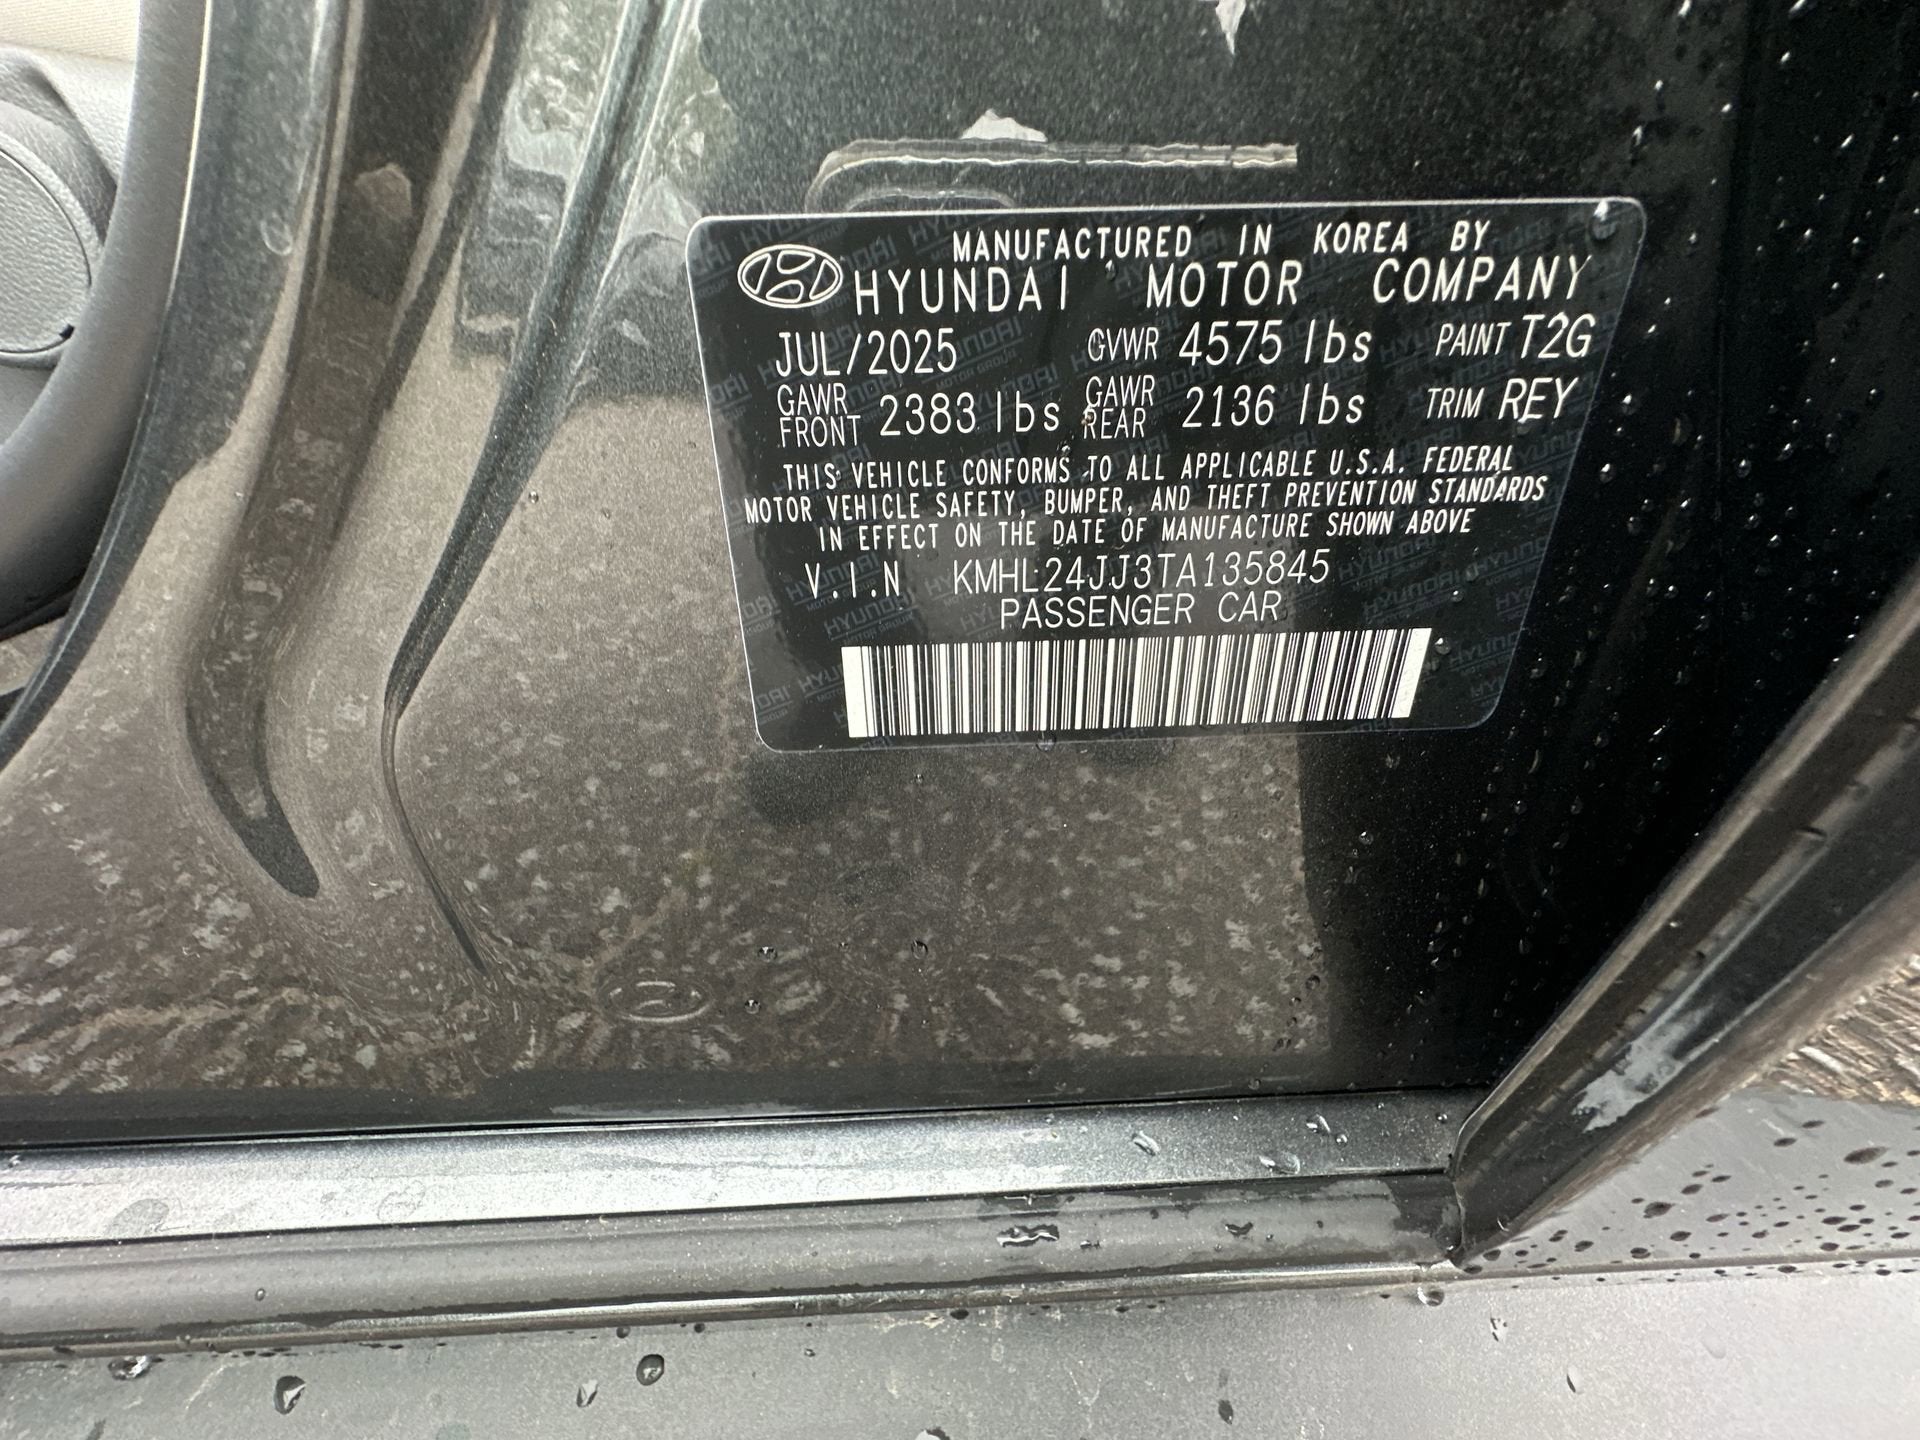 MANUFACTURED IN KOREA BY
HYUNDAI MOTOR COMPANY
JUL/2025 GVWR 4575 lbs PAINT T2G
GAWR FRONT 2383 lbs GAWR REAR 2136 lbs TRIM REY
THIS VEHICLE CONFORMS TO ALL APPLICABLE U.S.A. FEDERAL
MOTOR VEHICLE SAFETY, BUMPER, AND THEFT PREVENTION STANDARDS
IN EFFECT ON THE DATE OF MANUFACTURE SHOWN ABOVE
V.I.N KMHL24JJ3TA135845
PASSENGER CAR